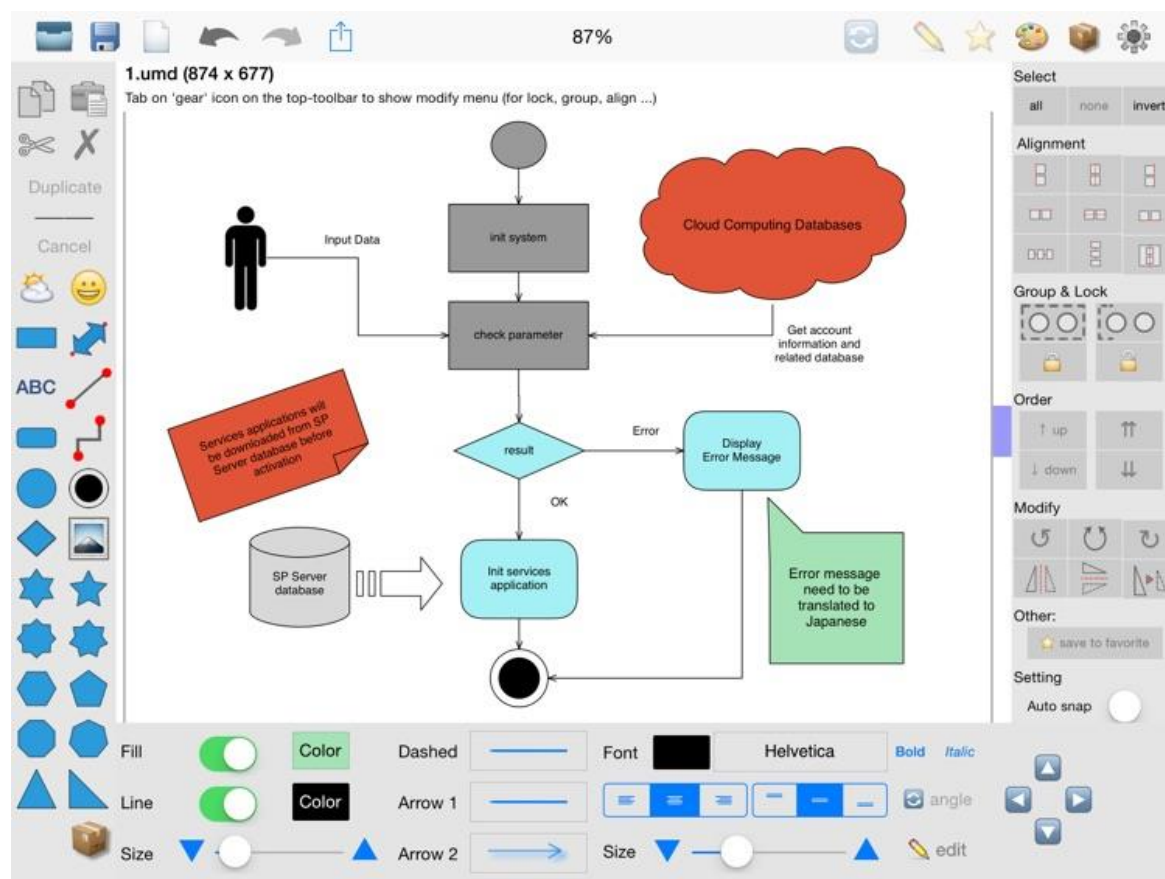 87%
1.umd (874 x 677)
Tab on 'gear' icon on the top-toolbar to show modify menu (for lock, group, align ...)
Duplicate
Cancel
ABC
Input Data
init system
Cloud Computing Databases
check parameter
Get account
information and
related database
Services applications will
be downloaded from SP
Server database before
activation
result
Error
Display
Error Message
OK
SP Server
database
Init services
application
Error message
need to be
translated to
Japanese
Select
all none invert
Alignment
Group & Lock
Order
↑ up
↓ down
Modify
Other:
save to favorite
Setting
Auto snap
Fill Color Dashed Font Helvetica Bold Italic
Line Color Arrow 1 angle
Size Arrow 2 Size edit